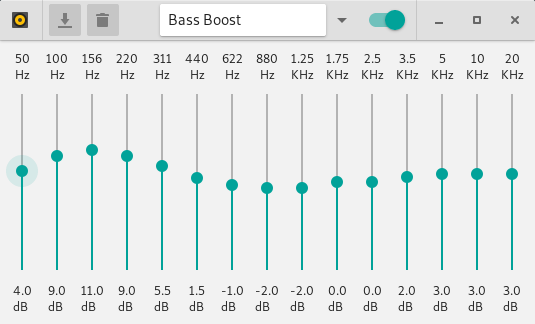 Bass Boost
50 100 156 220 311 440 622 880 1.25 1.75 2.5 3.5 5 10 20
Hz Hz Hz Hz Hz Hz Hz Hz KHz KHz KHz KHz KHz KHz KHz
4.0 9.0 11.0 9.0 5.5 1.5 -1.0 -2.0 -2.0 0.0 0.0 2.0 3.0 3.0 3.0
dB dB dB dB dB dB dB dB dB dB dB dB dB dB dB